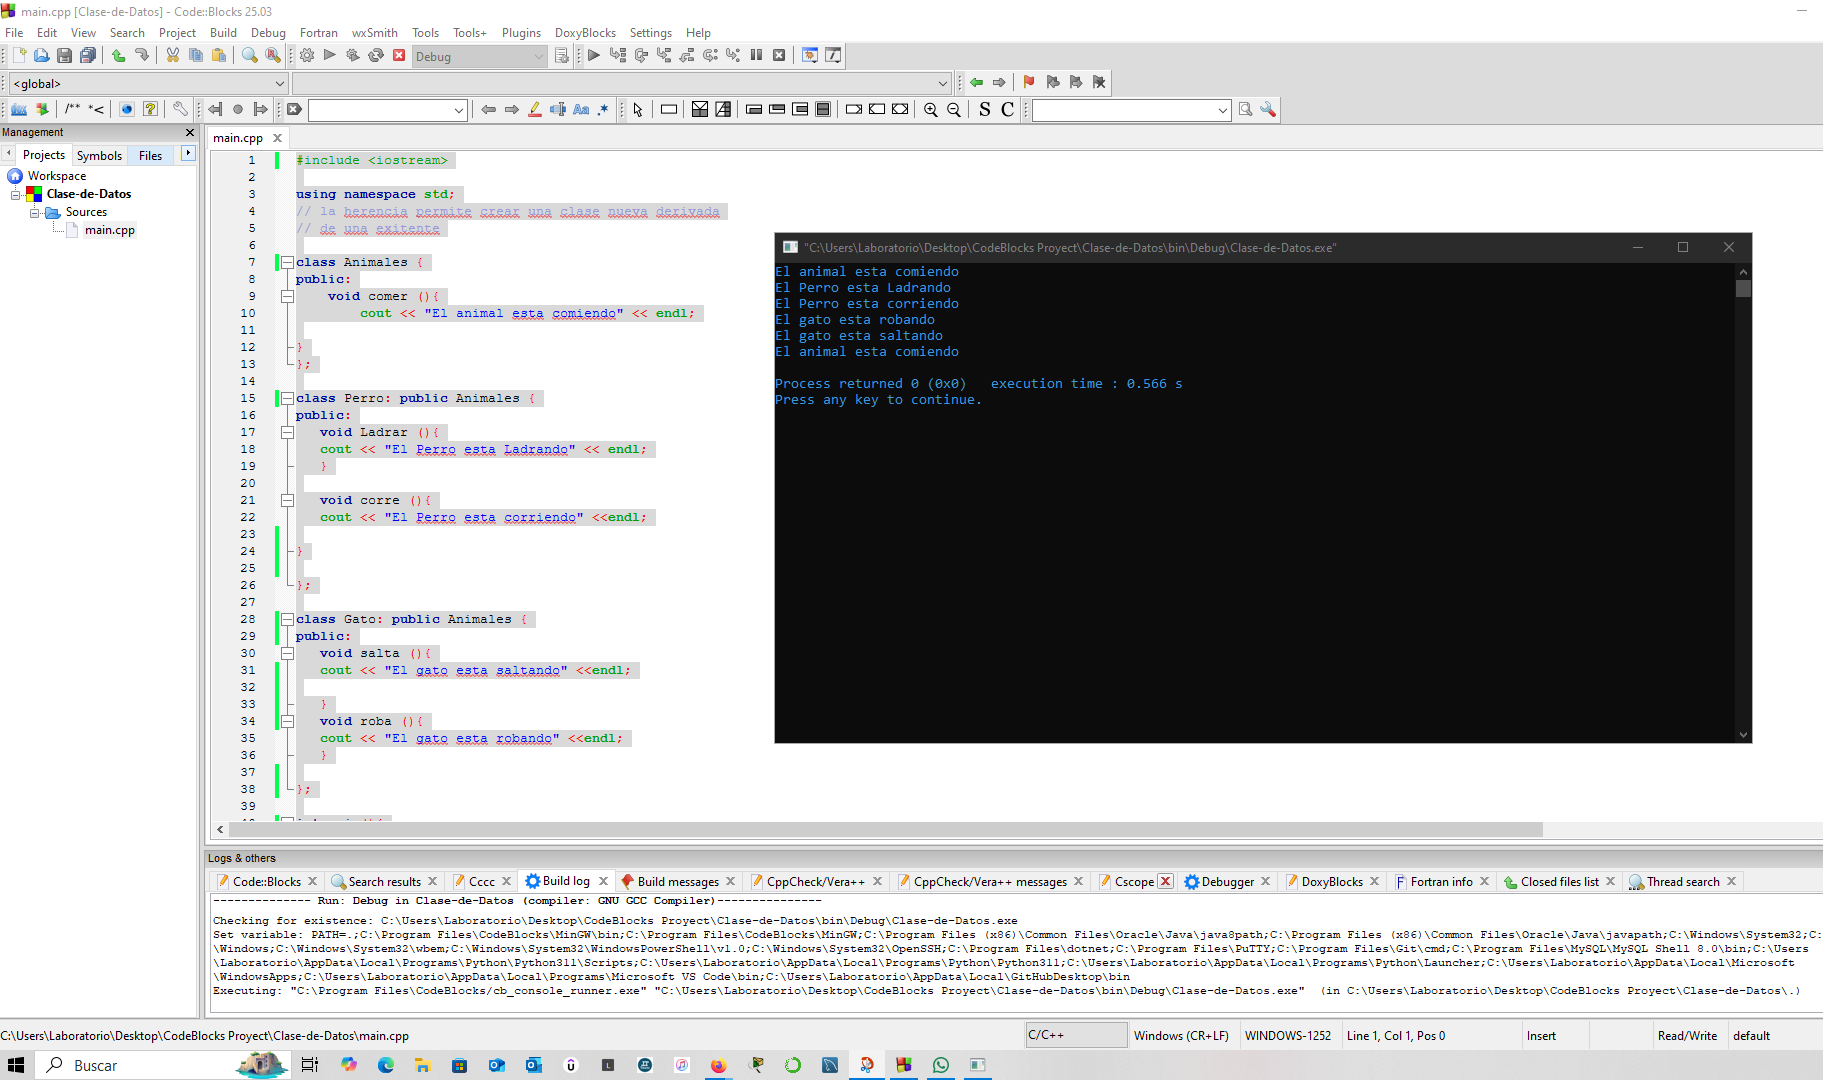 main.cpp [Clase-de-Datos] - Code::Blocks 25.03
File Edit View Search Project Build Debug Fortran wxSmith Tools Tools+ Plugins DoxyBlocks Settings Help
Debug
<global>
/** *<
Aa .*
S C
Management
Projects Symbols Files
Workspace
Clase-de-Datos
Sources
main.cpp
main.cpp
1 #include <iostream>
2
3 using namespace std;
4 // la herencia permite crear una clase nueva derivada
5 // de una exitente
6
7 class Animales {
8 public:
9 void comer (){
10 cout << "El animal esta comiendo" << endl;
11
12 }
13 };
14
15 class Perro: public Animales {
16 public:
17 void Ladrar (){
18 cout << "El Perro esta Ladrando" << endl;
19 }
20
21 void corre (){
22 cout << "El Perro esta corriendo" <<endl;
23
24 }
25
26 };
27
28 class Gato: public Animales {
29 public:
30 void salta (){
31 cout << "El gato esta saltando" <<endl;
32
33 }
34 void roba (){
35 cout << "El gato esta robando" <<endl;
36 }
37
38 };
39
"C:\Users\Laboratorio\Desktop\CodeBlocks Proyect\Clase-de-Datos\bin\Debug\Clase-de-Datos.exe"
El animal esta comiendo
El Perro esta Ladrando
El Perro esta corriendo
El gato esta robando
El gato esta saltando
El animal esta comiendo
Process returned 0 (0x0)   execution time : 0.566 s
Press any key to continue.
Logs & others
Code::Blocks Search results Cccc Build log Build messages CppCheck/Vera++ CppCheck/Vera++ messages Cscope Debugger DoxyBlocks Fortran info Closed files list Thread search
-------------- Run: Debug in Clase-de-Datos (compiler: GNU GCC Compiler)---------------
Checking for existence: C:\Users\Laboratorio\Desktop\CodeBlocks Proyect\Clase-de-Datos\bin\Debug\Clase-de-Datos.exe
Set variable: PATH=.;C:\Program Files\CodeBlocks\MinGW\bin;C:\Program Files\CodeBlocks\MinGW;C:\Program Files (x86)\Common Files\Oracle\Java\java8path;C:\Program Files (x86)\Common Files\Oracle\Java\javapath;C:\Windows\System32;C:
\Windows;C:\Windows\System32\wbem;C:\Windows\System32\WindowsPowerShell\v1.0;C:\Windows\System32\OpenSSH;C:\Program Files\dotnet;C:\Program Files\PuTTY;C:\Program Files\Git\cmd;C:\Program Files\MySQL\MySQL Shell 8.0\bin;C:\Users
\Laboratorio\AppData\Local\Programs\Python\Python311\Scripts;C:\Users\Laboratorio\AppData\Local\Programs\Python\Python311;C:\Users\Laboratorio\AppData\Local\Programs\Python\Launcher;C:\Users\Laboratorio\AppData\Local\Microsoft
\WindowsApps;C:\Users\Laboratorio\AppData\Local\Programs\Microsoft VS Code\bin;C:\Users\Laboratorio\AppData\Local\GitHubDesktop\bin
Executing: "C:\Program Files\CodeBlocks/cb_console_runner.exe" "C:\Users\Laboratorio\Desktop\CodeBlocks Proyect\Clase-de-Datos\bin\Debug\Clase-de-Datos.exe"  (in C:\Users\Laboratorio\Desktop\CodeBlocks Proyect\Clase-de-Datos\.)
C:\Users\Laboratorio\Desktop\CodeBlocks Proyect\Clase-de-Datos\main.cpp C/C++ Windows (CR+LF) WINDOWS-1252 Line 1, Col 1, Pos 0 Insert Read/Write default
Buscar